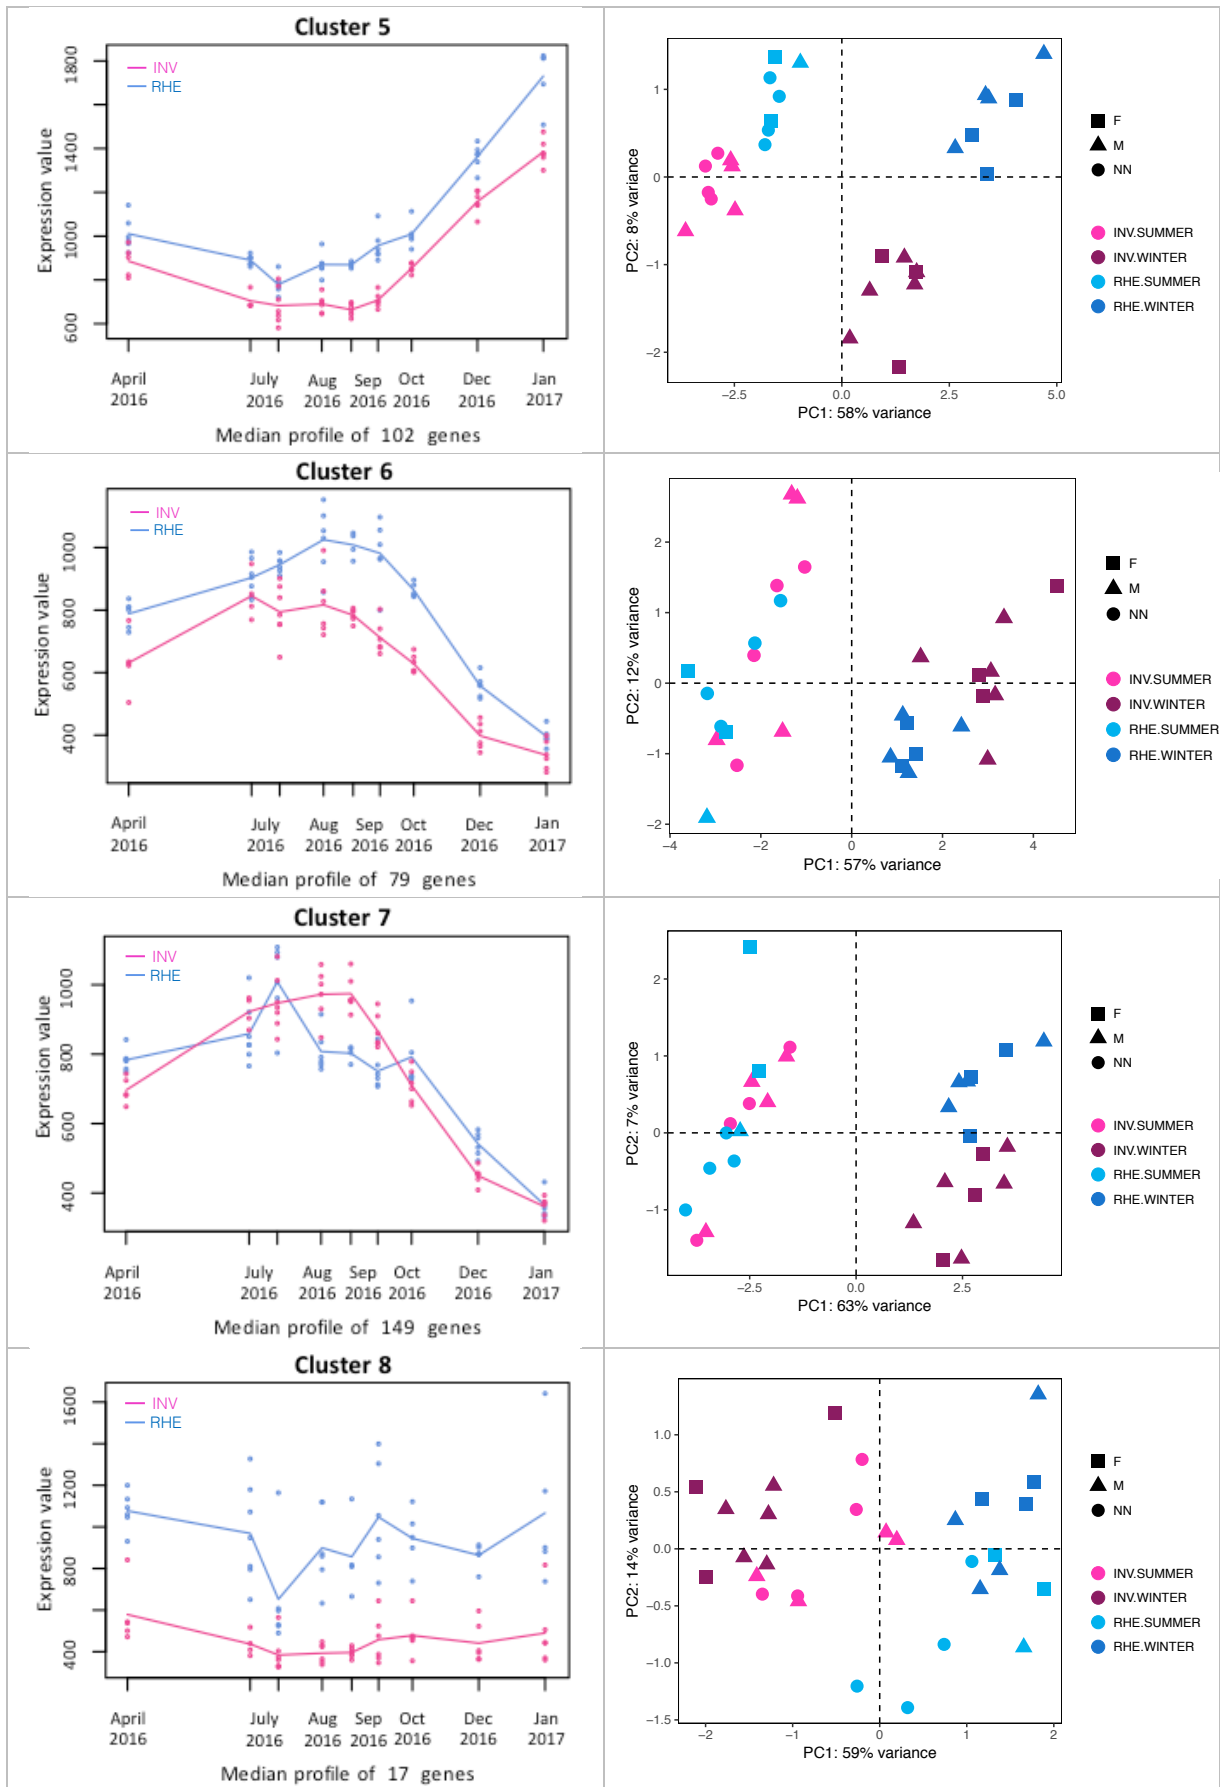 Cluster 5
INV
RHE
Expression value
600
1000
1400
1800
April July Aug Sep Oct Dec Jan
2016 2016 2016 2016 2016 2016 2017
Median profile of 102 genes
PC2: 8% variance
1
0
−1
−2
−2.5 0.0 2.5 5.0
PC1: 58% variance
F
M
NN
INV.SUMMER
INV.WINTER
RHE.SUMMER
RHE.WINTER
Cluster 6
INV
RHE
Expression value
400
600
800
1000
April July Aug Sep Oct Dec Jan
2016 2016 2016 2016 2016 2016 2017
Median profile of 79 genes
PC2: 12% variance
2
1
0
−1
−2
−4 −2 0 2 4
PC1: 57% variance
F
M
NN
INV.SUMMER
INV.WINTER
RHE.SUMMER
RHE.WINTER
Cluster 7
INV
RHE
Expression value
400
600
800
1000
April July Aug Sep Oct Dec Jan
2016 2016 2016 2016 2016 2016 2017
Median profile of 149 genes
PC2: 7% variance
2
1
0
−1
−2.5 0.0 2.5
PC1: 63% variance
F
M
NN
INV.SUMMER
INV.WINTER
RHE.SUMMER
RHE.WINTER
Cluster 8
INV
RHE
Expression value
400
800
1200
1600
April July Aug Sep Oct Dec Jan
2016 2016 2016 2016 2016 2016 2017
Median profile of 17 genes
PC2: 14% variance
1.0
0.5
0.0
−0.5
−1.0
−1.5
−2 −1 0 1 2
PC1: 59% variance
F
M
NN
INV.SUMMER
INV.WINTER
RHE.SUMMER
RHE.WINTER